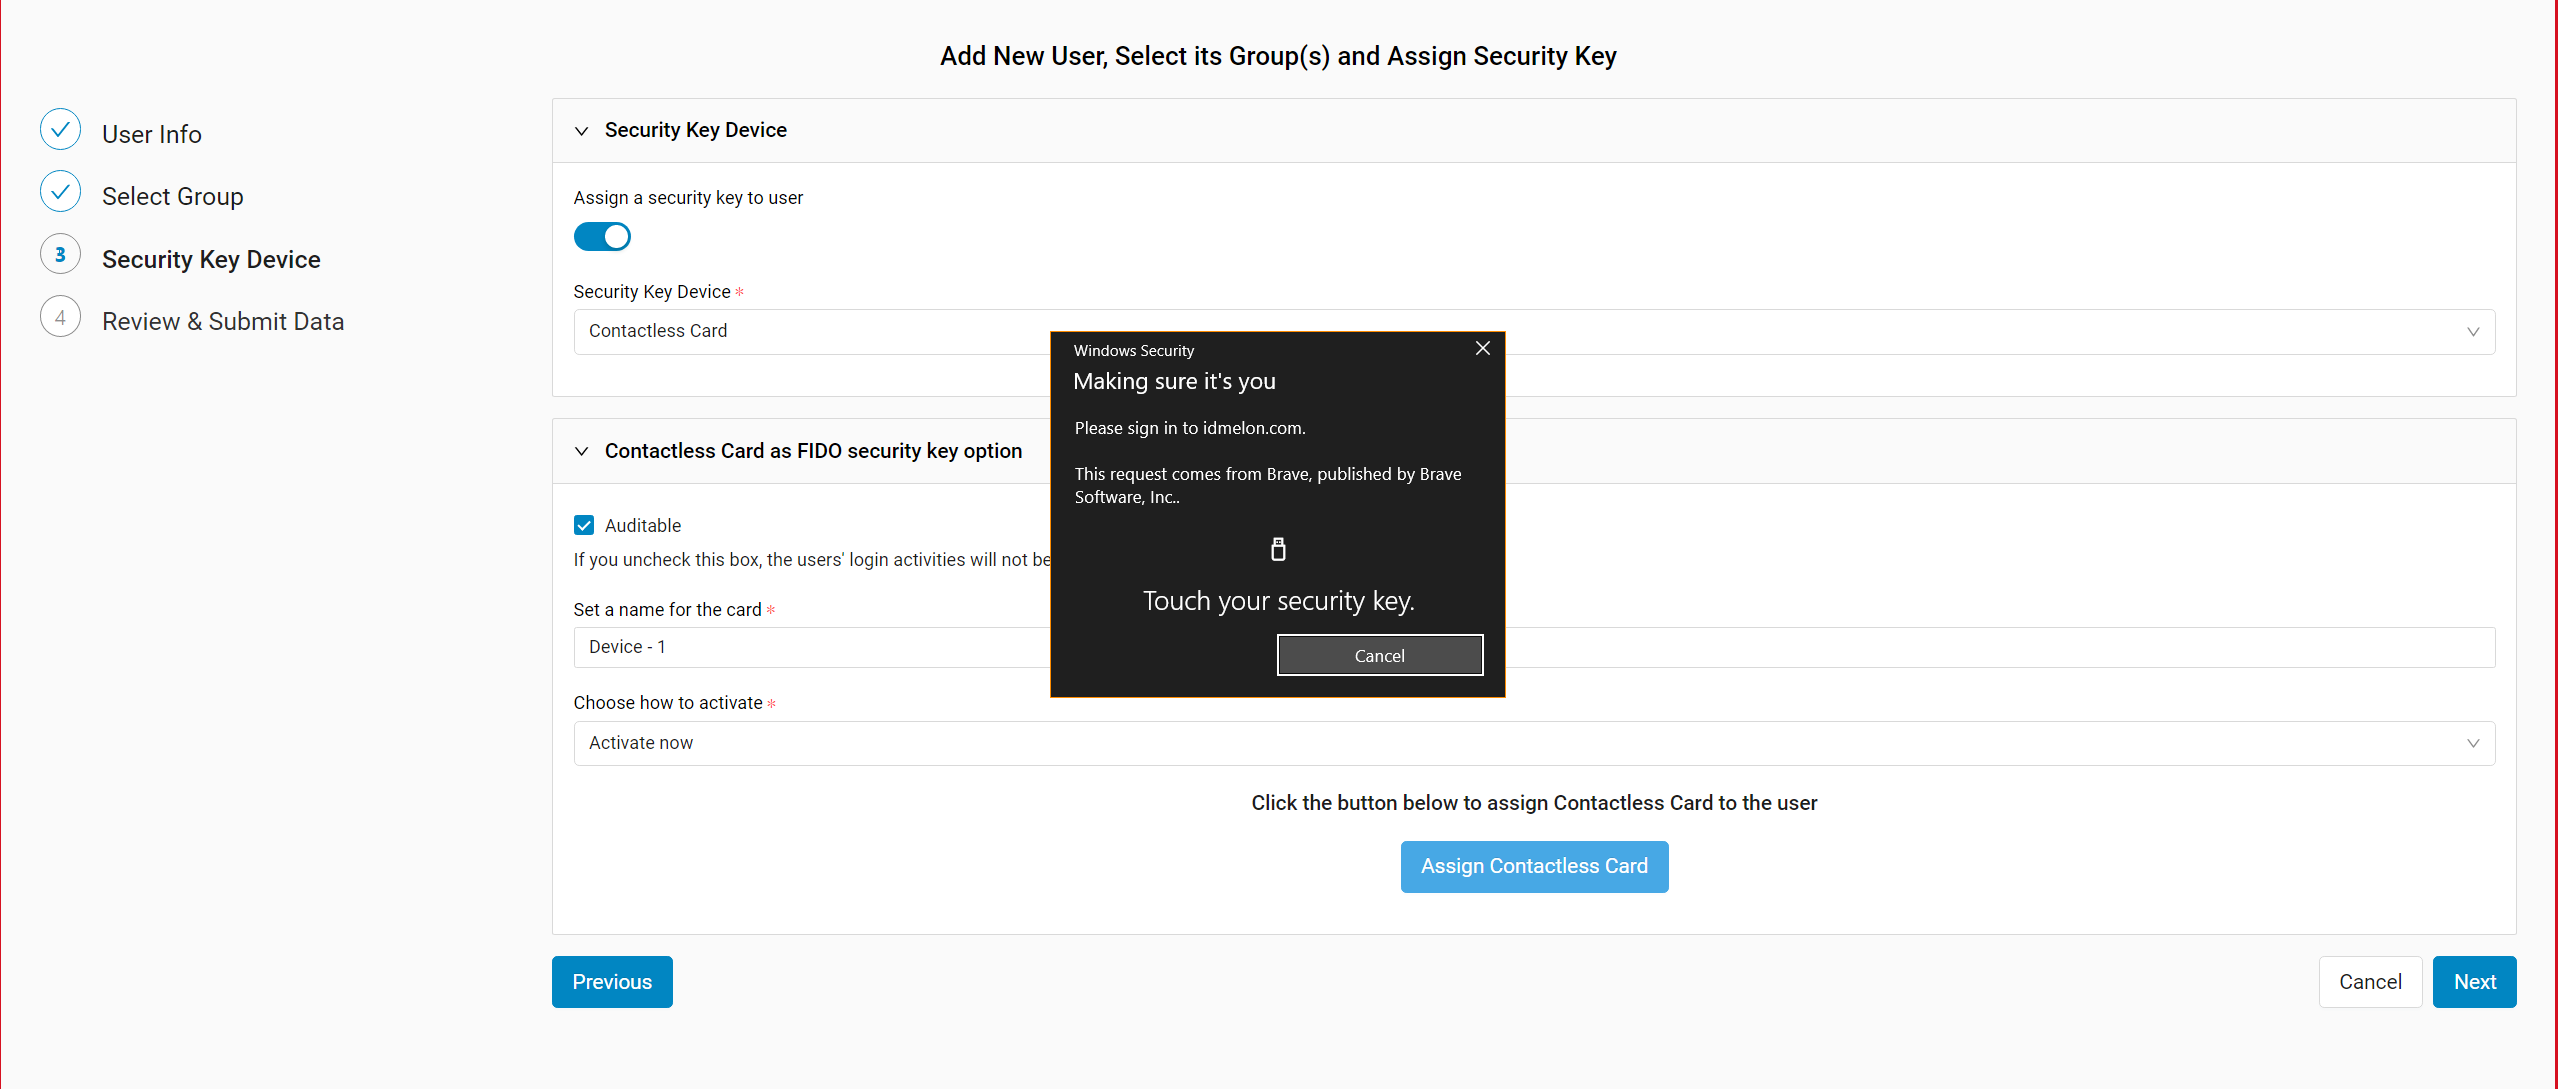 Add New User, Select its Group(s) and Assign Security Key
User Info
Select Group
3
Security Key Device
4
Review & Submit Data
Security Key Device
Assign a security key to user
Security Key Device *
Contactless Card
Contactless Card as FIDO security key option
Auditable
If you uncheck this box, the users' login activities will not be
Set a name for the card *
Device - 1
Choose how to activate *
Activate now
Click the button below to assign Contactless Card to the user
Assign Contactless Card
Previous
Cancel
Next
Windows Security
Making sure it's you
Please sign in to idmelon.com.
This request comes from Brave, published by Brave
Software, Inc..
Touch your security key.
Cancel